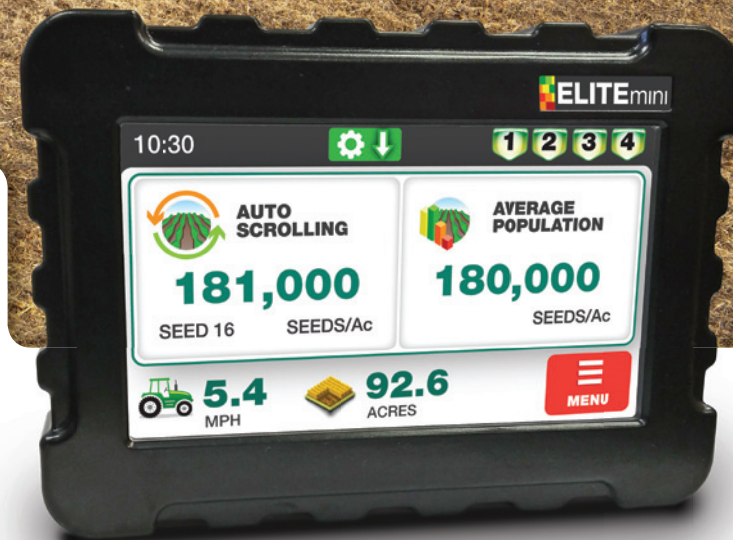 ELITEmini
10:30
1 2 3 4
AUTO
SCROLLING
181,000
SEED 16 SEEDS/Ac
AVERAGE
POPULATION
180,000
SEEDS/Ac
5.4
MPH
92.6
ACRES
MENU